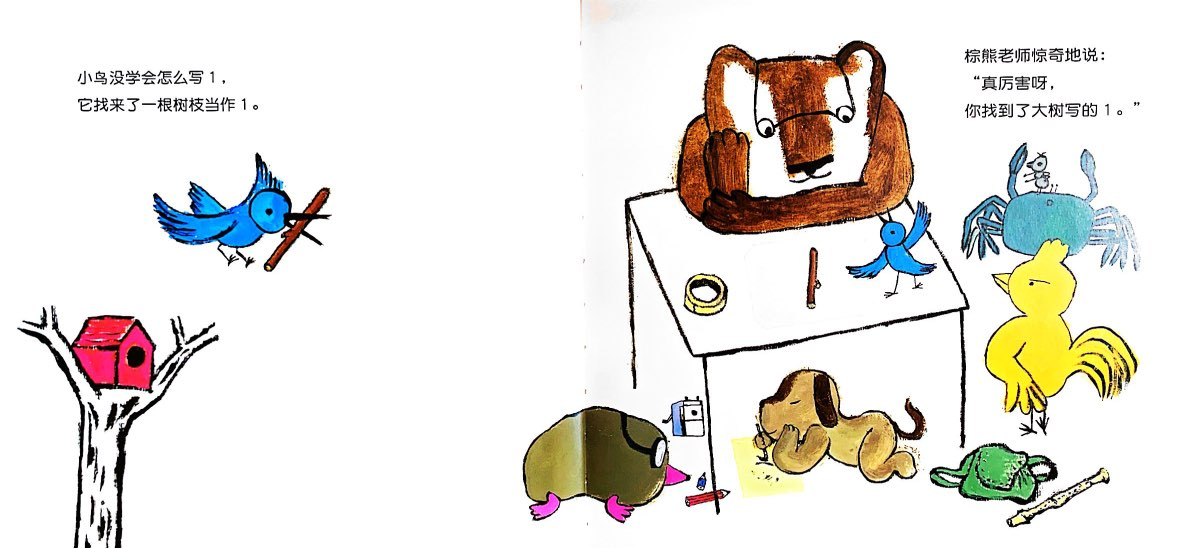 小鸟没学会怎么写 1，
它找来了一根树枝当作 1。
棕熊老师惊奇地说：
“真厉害呀，
你找到了大树写的 1。”